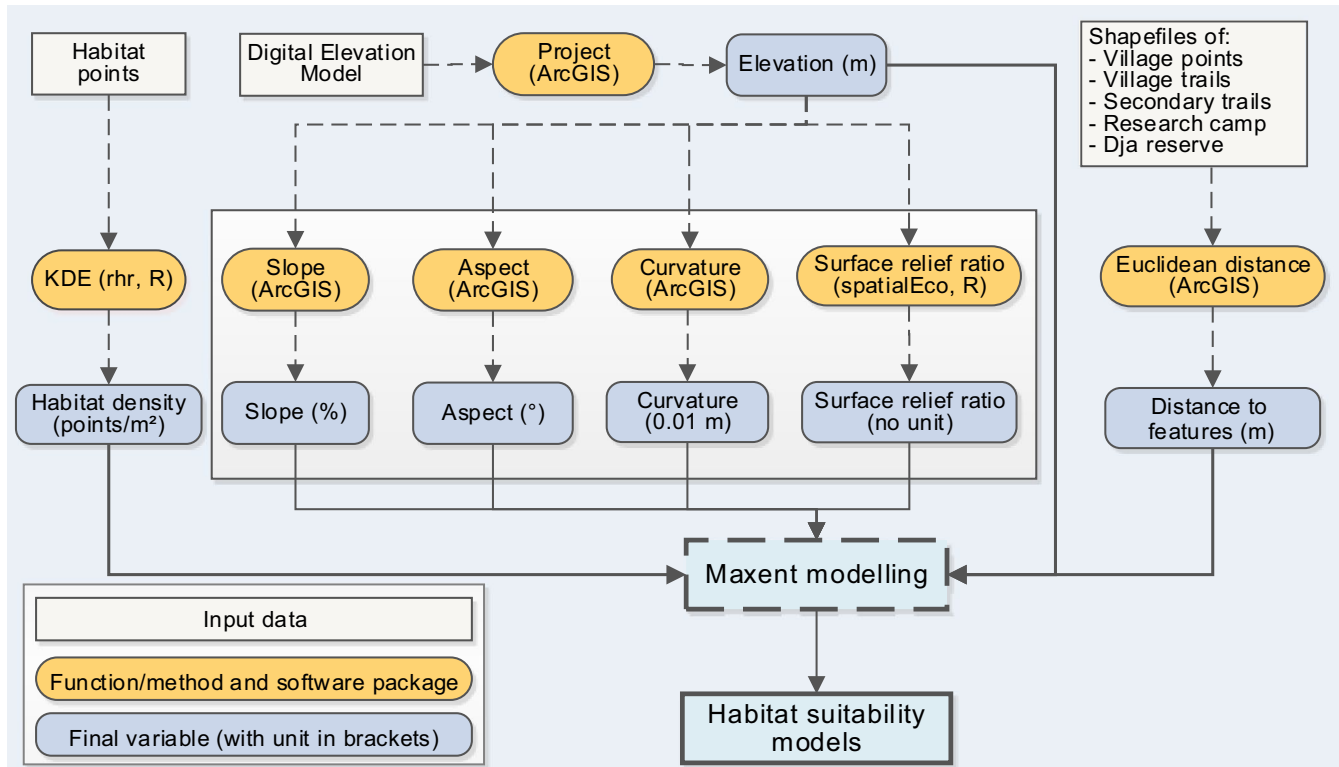 Habitat
points
Digital Elevation
Model
Project
(ArcGIS)
Elevation (m)
Shapefiles of:
- Village points
- Village trails
- Secondary trails
- Research camp
- Dja reserve
KDE (rhr, R)
Slope
(ArcGIS)
Aspect
(ArcGIS)
Curvature
(ArcGIS)
Surface relief ratio
(spatialEco, R)
Euclidean distance
(ArcGIS)
Habitat density
(points/m²)
Slope (%)
Aspect (°)
Curvature
(0.01 m)
Surface relief ratio
(no unit)
Distance to
features (m)
Maxent modelling
Input data
Function/method and software package
Final variable (with unit in brackets)
Habitat suitability
models